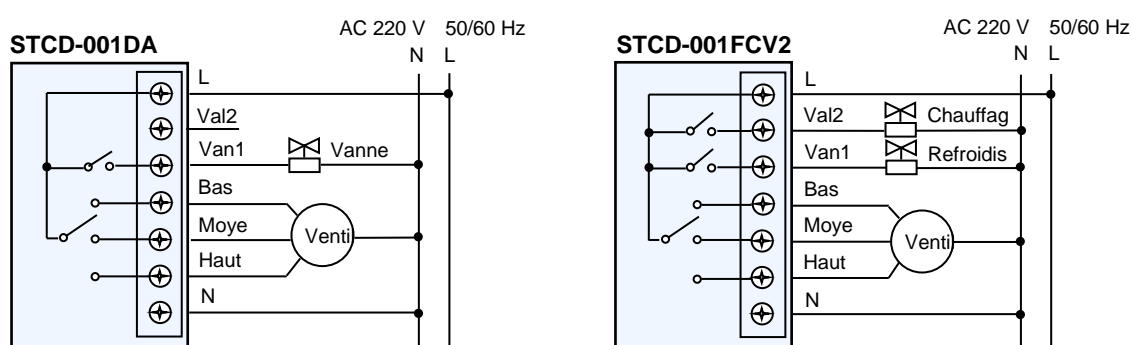 STCD-001DA
AC 220 V 50/60 Hz
N L
L
Val2
Van1 Vanne
Bas
Moye
Venti
Haut
N
STCD-001FCV2
AC 220 V 50/60 Hz
N L
L
Val2 Chauffag
Van1 Refroidis
Bas
Moye
Venti
Haut
N